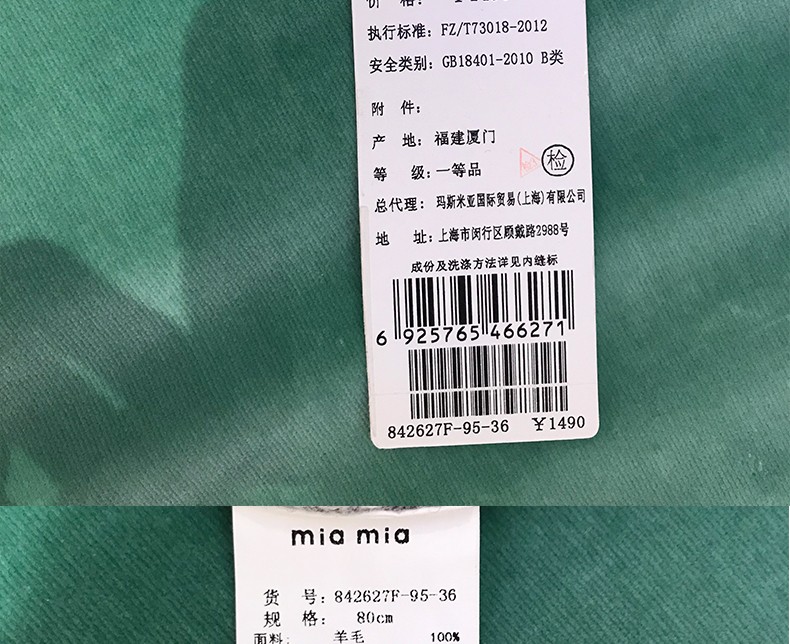 价 格:
执行标准: FZ/T73018-2012
安全类别: GB18401-2010 B类
附 件:
产 地: 福建厦门
等 级: 一等品
检
总代理: 玛斯米亚国际贸易(上海)有限公司
地 址: 上海市闵行区顾戴路2988号
成份及洗涤方法详见内缝标
6 925765 466271
842627F-95-36 ￥1490
mia mia
货 号: 842627F-95-36
规 格: 80cm
面料: 羊毛 100%